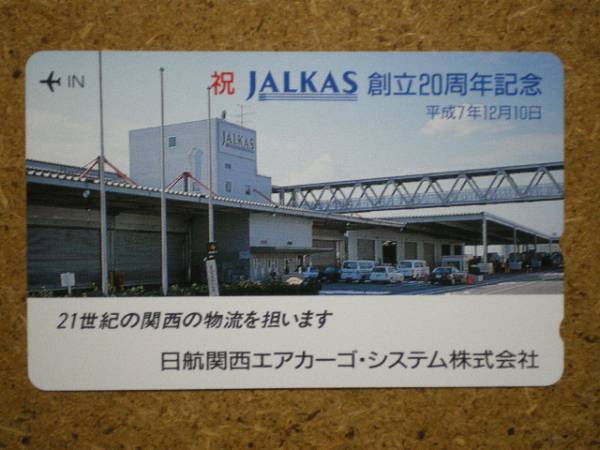 IN
祝 JALKAS 創立20周年記念
平成7年12月10日
JALKAS
21世紀の関西の物流を担います
日航関西エアカーゴ・システム株式会社